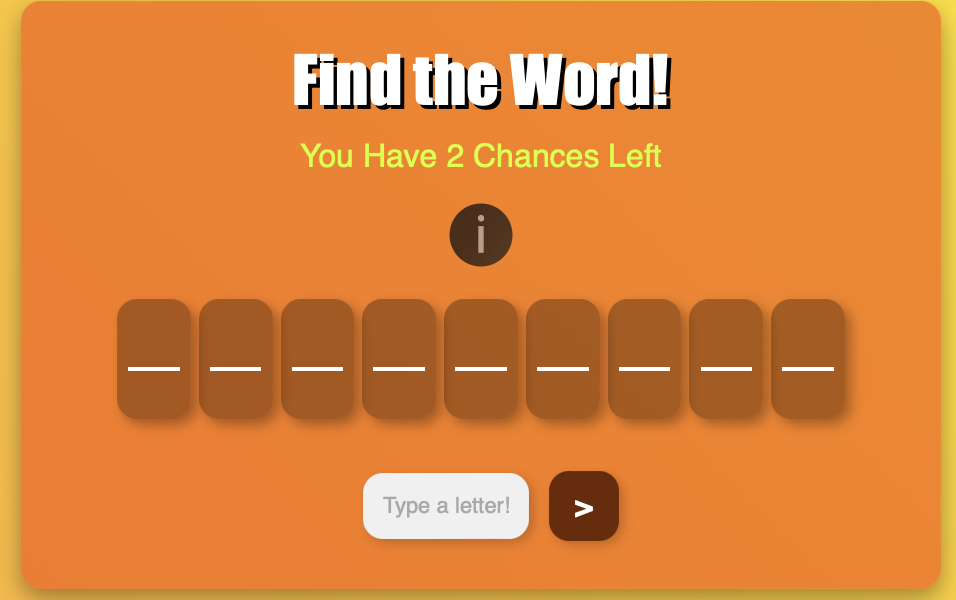 Find the Word!
You Have 2 Chances Left
i
_ _ _ _ _ _ _ _ _
Type a letter! >